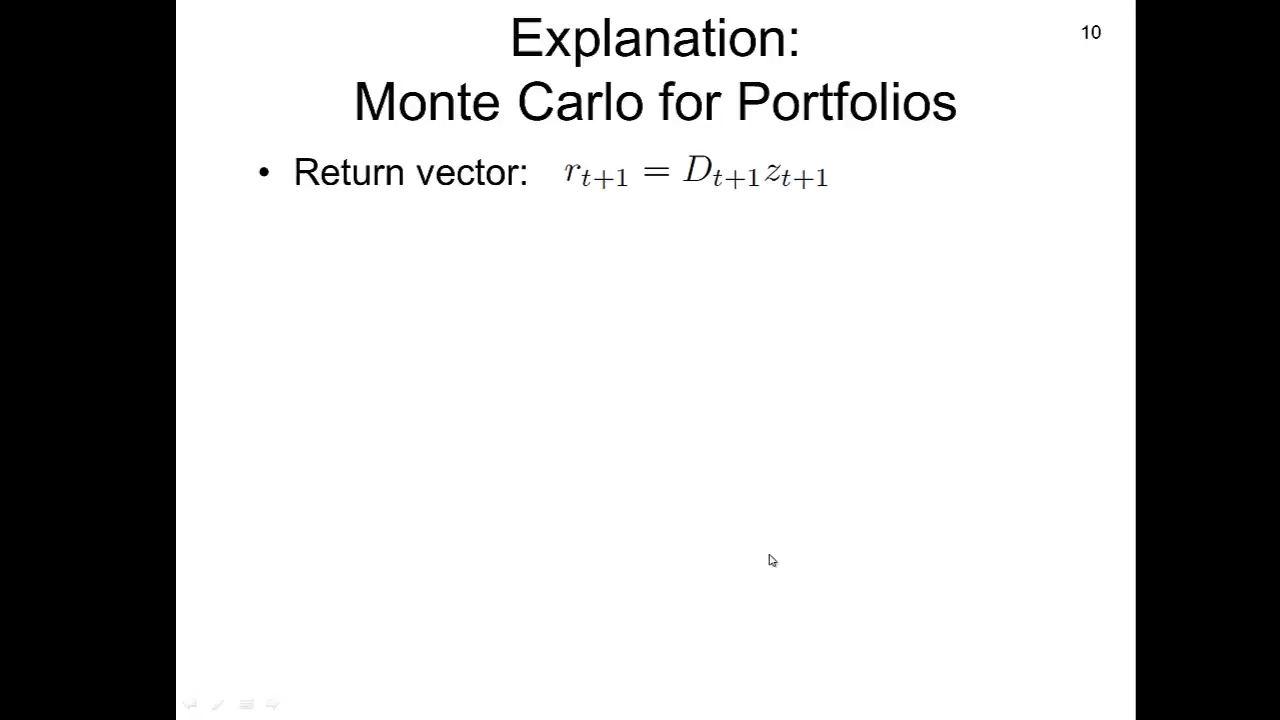 Explanation:
10
Monte Carlo for Portfolios
• Return vector: r_{t+1} = D_{t+1}z_{t+1}